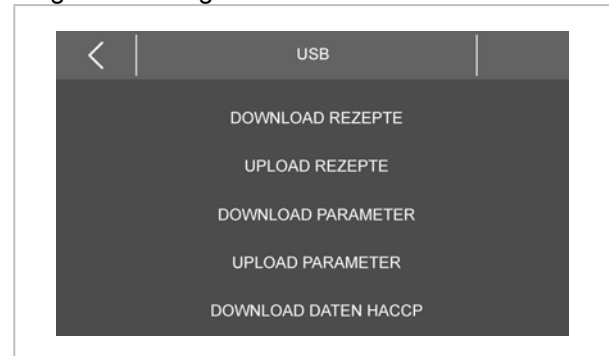 USB
DOWNLOAD REZEPTE
UPLOAD REZEPTE
DOWNLOAD PARAMETER
UPLOAD PARAMETER
DOWNLOAD DATEN HACCP